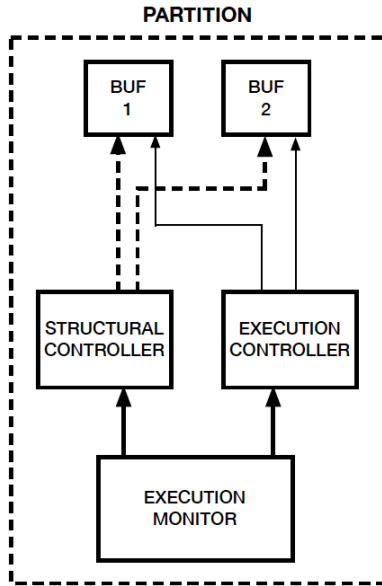 PARTITION
BUF
1
BUF
2
STRUCTURAL
CONTROLLER
EXECUTION
CONTROLLER
EXECUTION
MONITOR